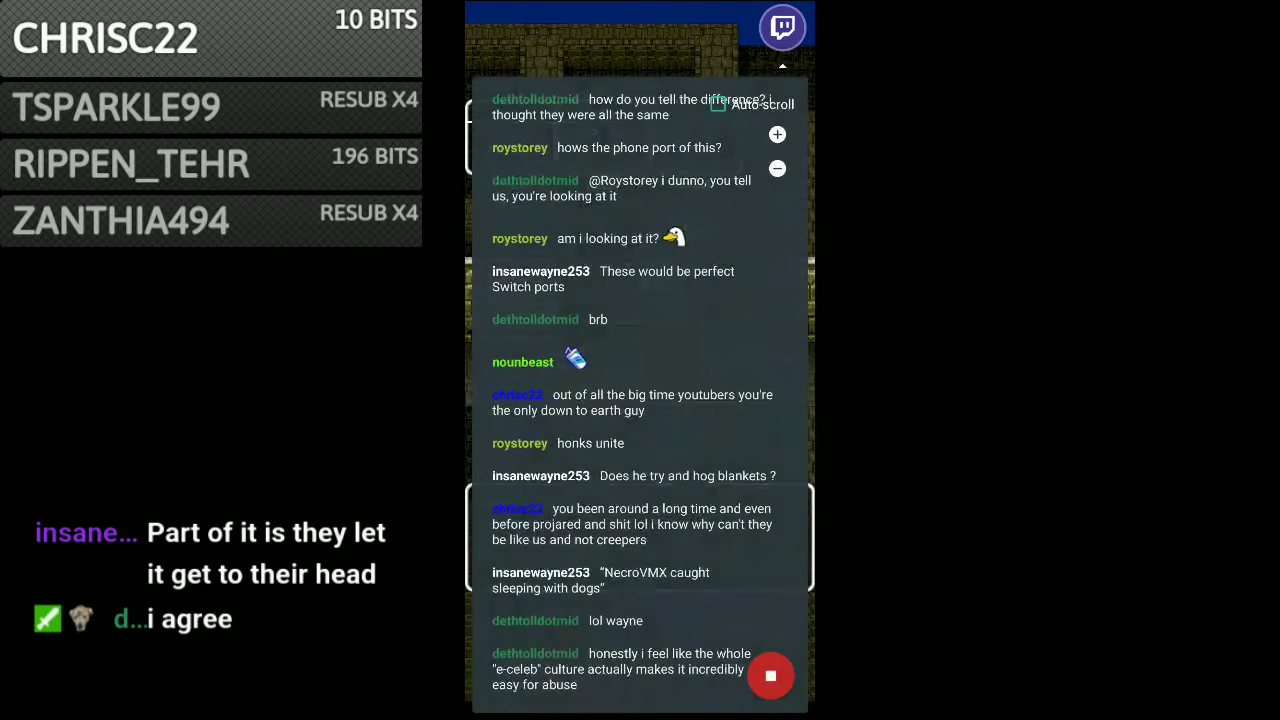 CHRISC22
10 BITS
TSPARKLE99
RESUB X4
RIPPEN_TEHR
196 BITS
ZANTHIA494
RESUB X4
insane... Part of it is they let
it get to their head
d...i agree
Auto-scroll
dethtolldotmid how do you tell the difference? i
thought they were all the same
roystorey hows the phone port of this?
dethtolldotmid @Roystorey i dunno, you tell
us, you're looking at it
roystorey am i looking at it?
insanewayne253 These would be perfect
Switch ports
dethtolldotmid brb
nounbeast
chrisc22 out of all the big time youtubers you're
the only down to earth guy
roystorey honks unite
insanewayne253 Does he try and hog blankets ?
chrisc22 you been around a long time and even
before projared and shit lol i know why can't they
be like us and not creepers
insanewayne253 “NecroVMX caught
sleeping with dogs”
dethtolldotmid lol wayne
dethtolldotmid honestly i feel like the whole
"e-celeb" culture actually makes it incredibly
easy for abuse